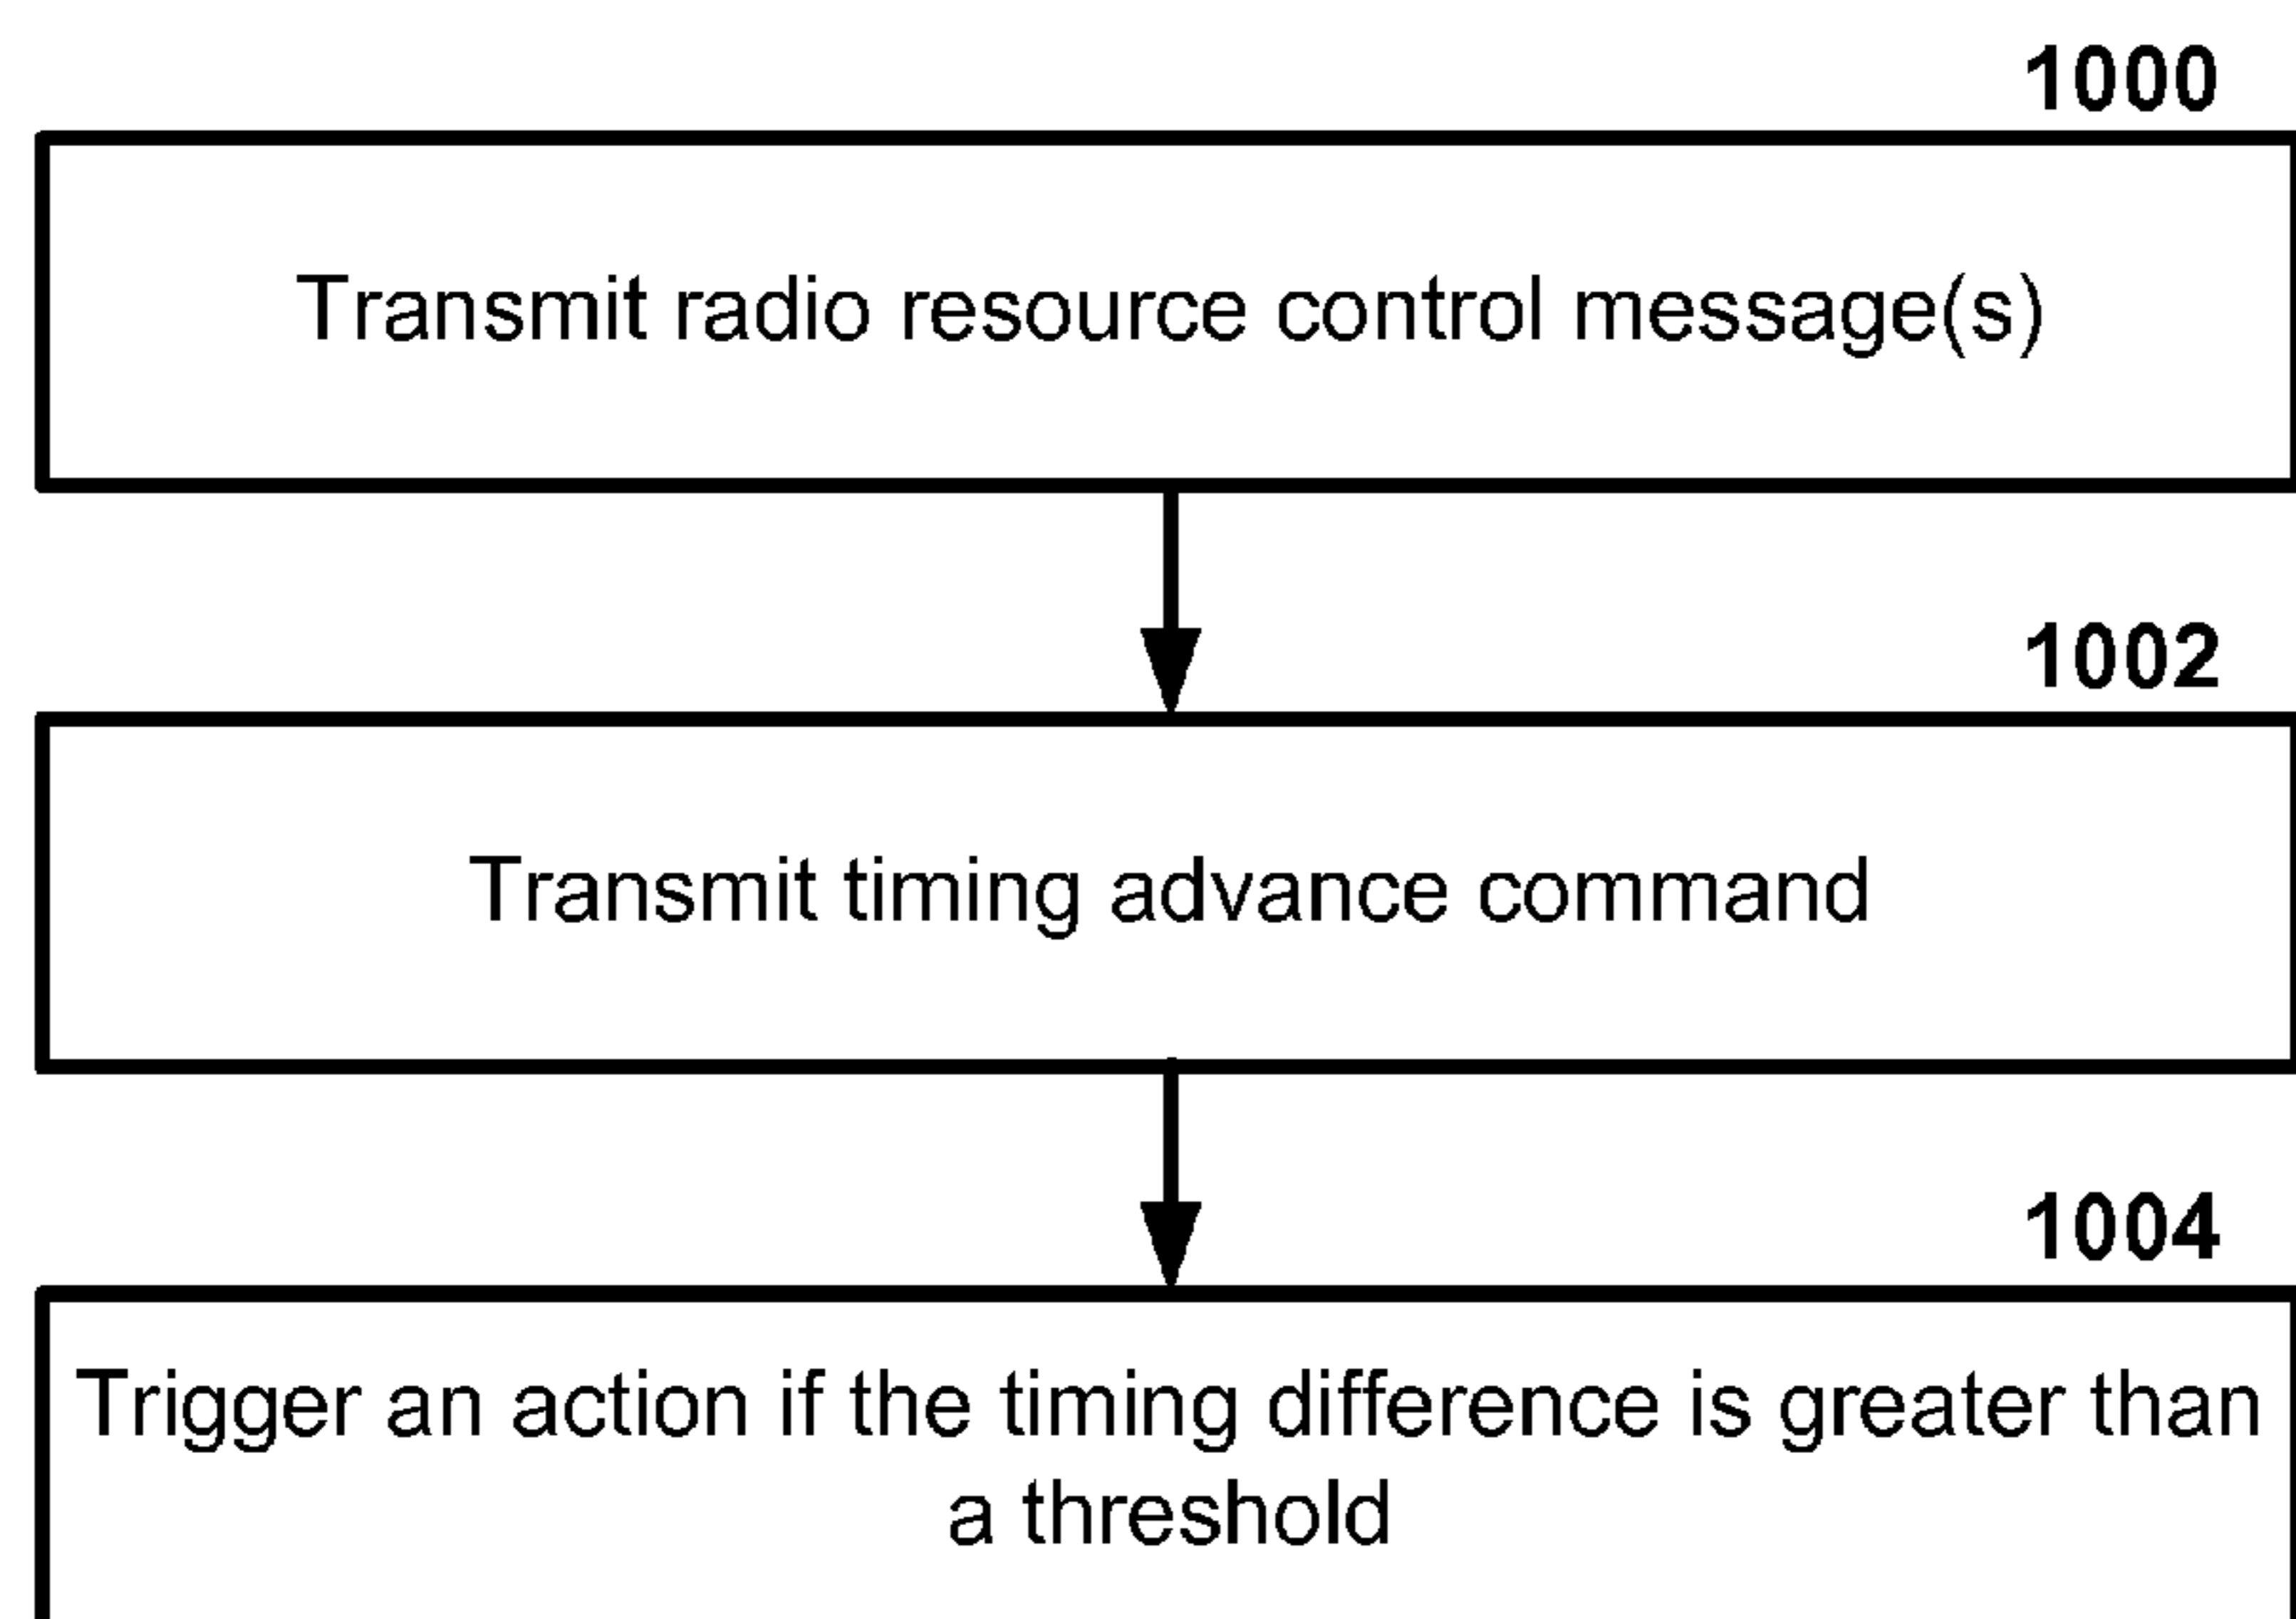 1000
Transmit radio resource control message(s)
1002
Transmit timing advance command
1004
Trigger an action if the timing difference is greater than
a threshold